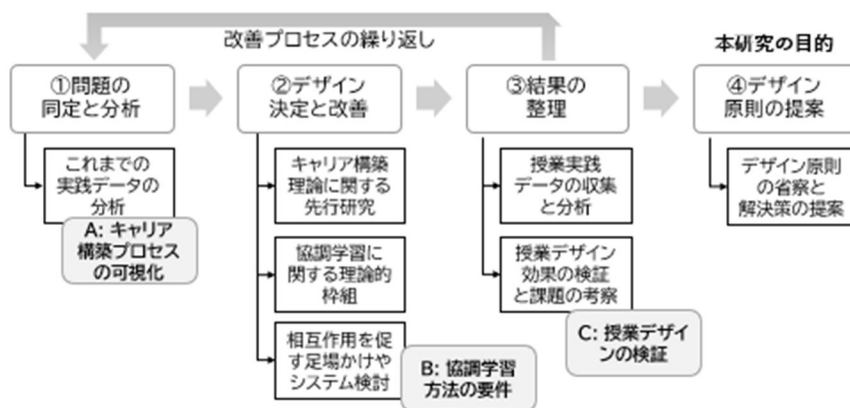 改善プロセスの繰り返し
本研究の目的
①問題の
同定と分析
②デザイン
決定と改善
③結果の
整理
④デザイン
原則の提案
これまでの
実践データの
分析
A: キャリア
構築プロセス
の可視化
キャリア構築
理論に関する
先行研究
協調学習に
関する理論的
枠組
相互作用を促
す足場かけや
システム検討
B: 協調学習
方法の要件
授業実践
データの収集
と分析
授業デザイン
効果の検証
と課題の考察
C: 授業デザイ
ンの検証
デザイン原則
の省察と
解決策の提案